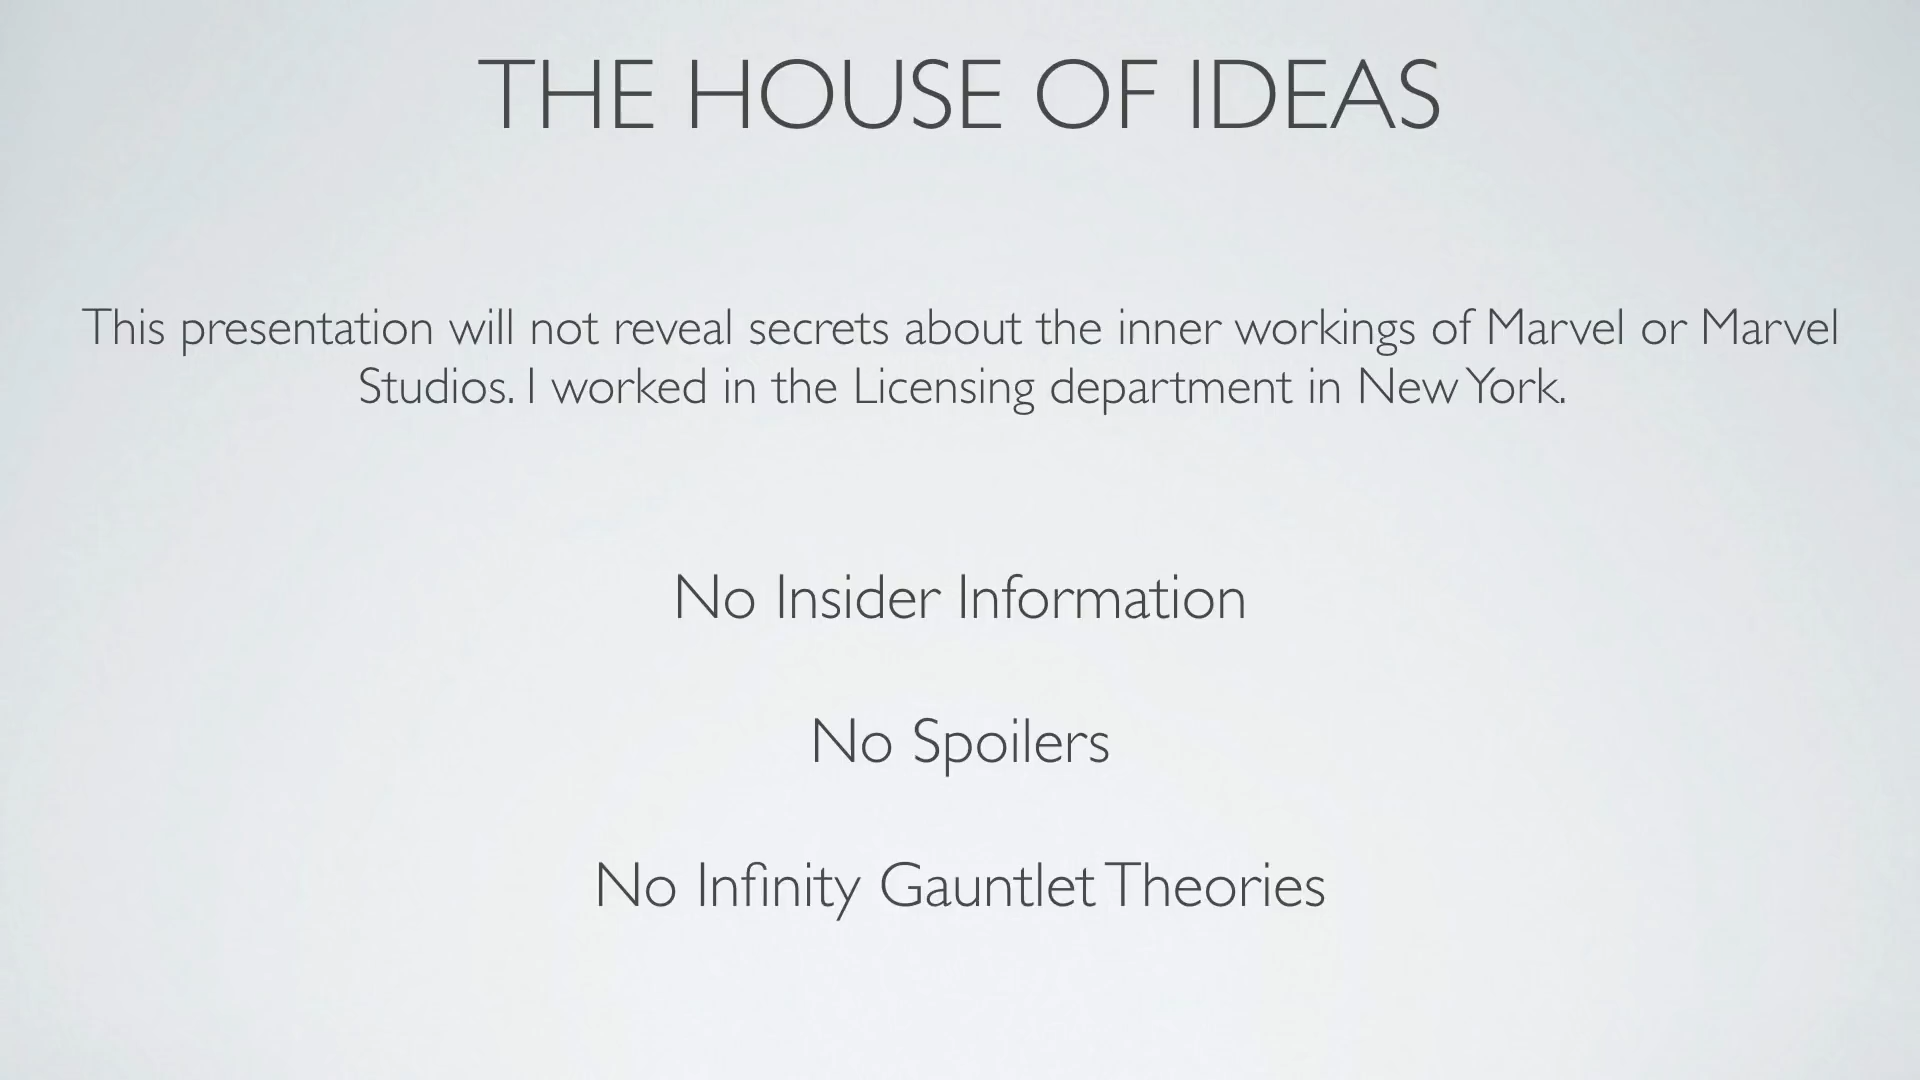 THE HOUSE OF IDEAS
This presentation will not reveal secrets about the inner workings of Marvel or Marvel
Studios. I worked in the Licensing department in New York.
No Insider Information
No Spoilers
No Infinity Gauntlet Theories